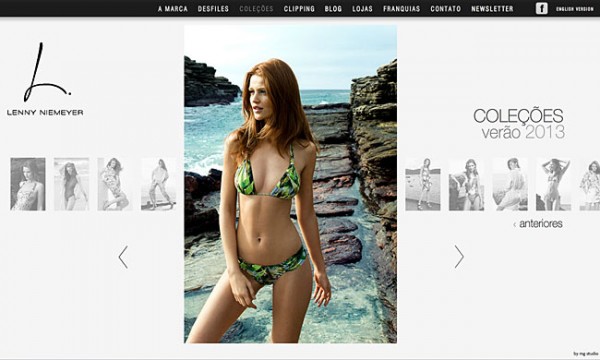 A MARCA DESFILES COLEÇÕES CLIPPING BLOG LOJAS FRANQUIAS CONTATO NEWSLETTER f ENGLISH VERSION
L.
LENNY NIEMEYER
COLEÇÕES
verão 2013
‹ anteriores
by mg studio